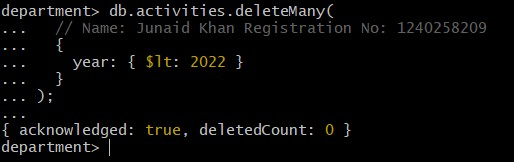 department> db.activities.deleteMany(
...   // Name: Junaid Khan Registration No: 1240258209
...   {
...     year: { $lt: 2022 }
...   }
... );
...
{ acknowledged: true, deletedCount: 0 }
department>